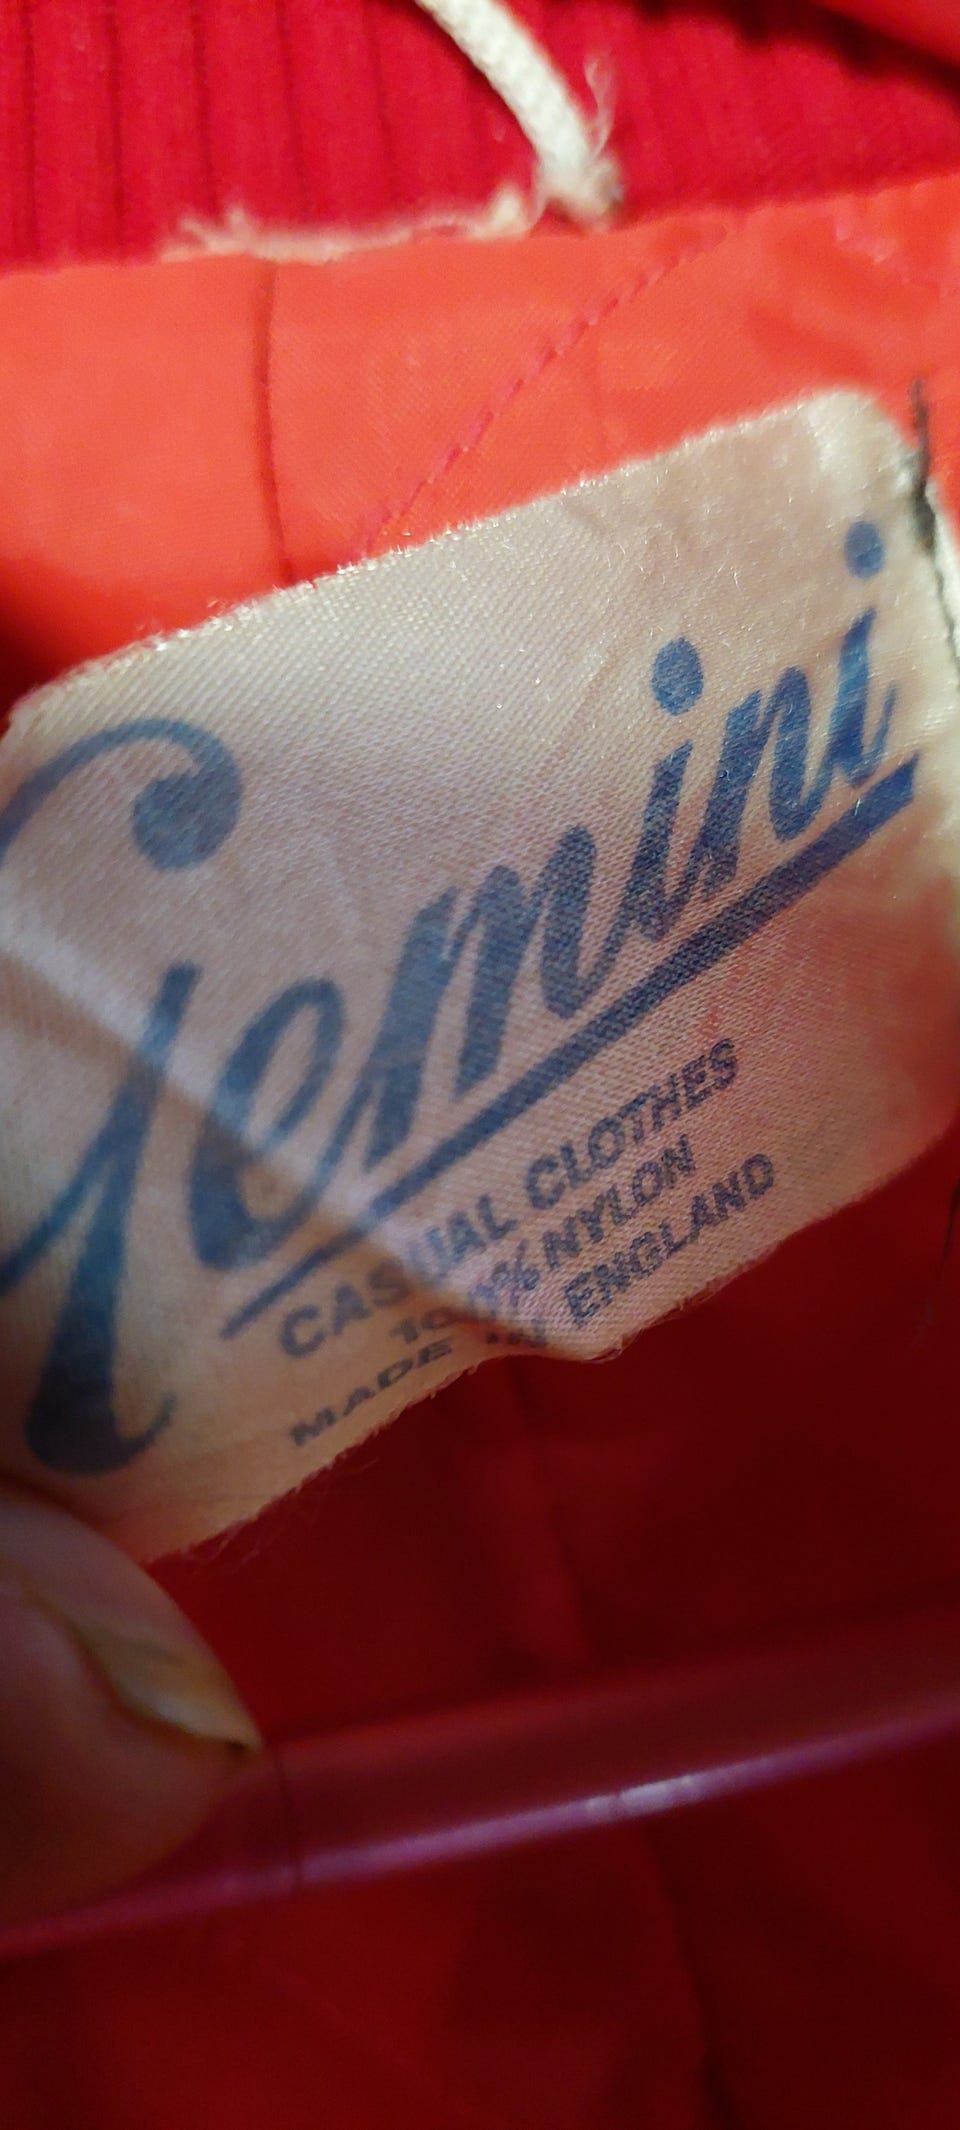 Gemini
CASUAL CLOTHES
100% NYLON
MADE IN ENGLAND